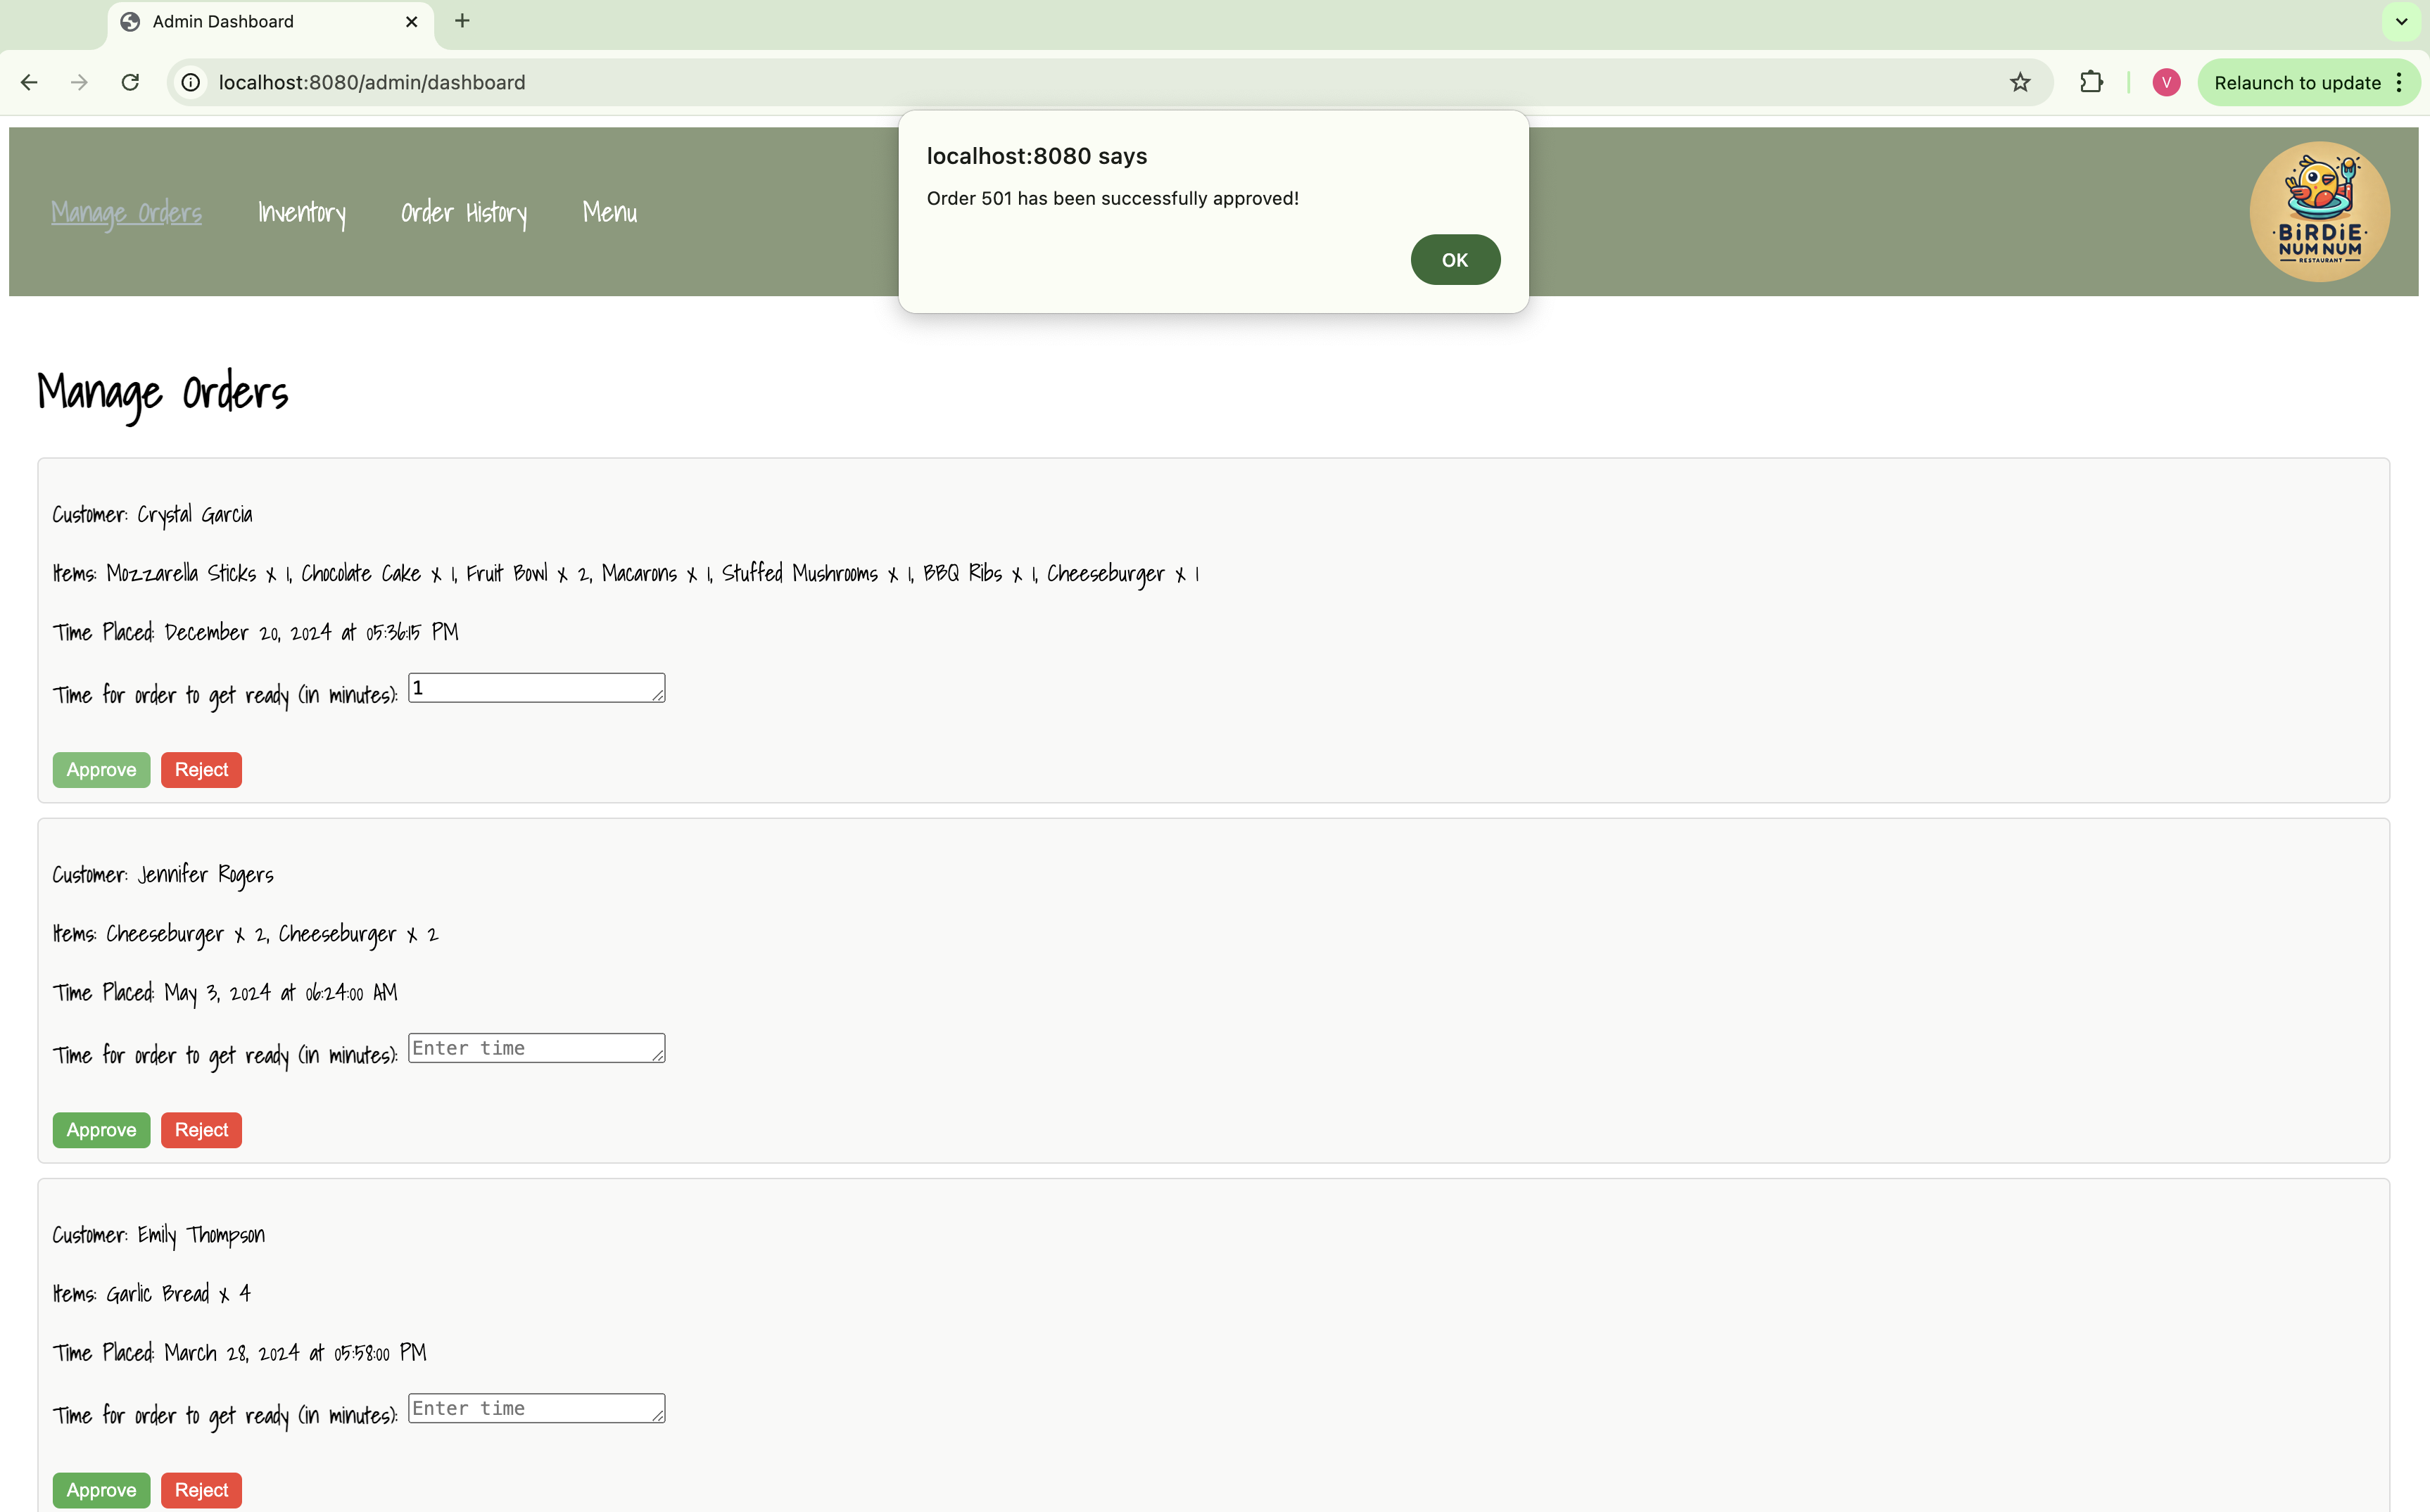 Admin Dashboard
localhost:8080/admin/dashboard
V
Relaunch to update
localhost:8080 says
Order 501 has been successfully approved!
OK
Manage Orders
Inventory
Order History
Menu
BiRDiE
NUM NUM
RESTAURANT
Manage Orders
Customer: Crystal Garcia
Items: Mozzarella Sticks x 1, Chocolate Cake x 1, Fruit Bowl x 2, Macarons x 1, Stuffed Mushrooms x 1, BBQ Ribs x 1, Cheeseburger x 1
Time Placed: December 20, 2024 at 05:36:15 PM
Time for order to get ready (in minutes): 1
Approve Reject
Customer: Jennifer Rogers
Items: Cheeseburger x 2, Cheeseburger x 2
Time Placed: May 3, 2024 at 06:24:00 AM
Time for order to get ready (in minutes): Enter time
Approve Reject
Customer: Emily Thompson
Items: Garlic Bread x 4
Time Placed: March 28, 2024 at 05:58:00 PM
Time for order to get ready (in minutes): Enter time
Approve Reject